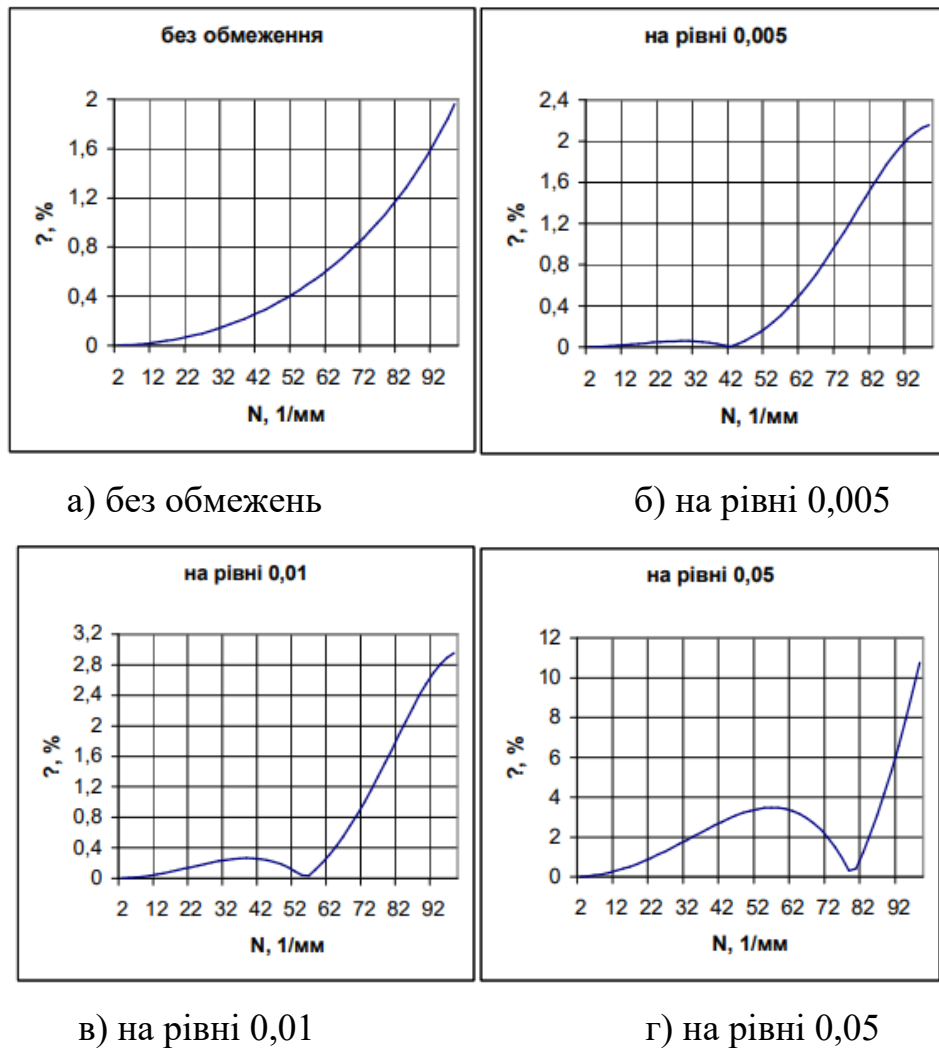 без обмеження
2
1,6
1,2
0,8
0,4
0
?, %
2 12 22 32 42 52 62 72 82 92
N, 1/мм
на рівні 0,005
2,4
2
1,6
1,2
0,8
0,4
0
?, %
2 12 22 32 42 52 62 72 82 92
N, 1/мм
а) без обмежень
б) на рівні 0,005
на рівні 0,01
3,2
2,8
2,4
2
1,6
1,2
0,8
0,4
0
?, %
2 12 22 32 42 52 62 72 82 92
N, 1/мм
на рівні 0,05
12
10
8
6
4
2
0
?, %
2 12 22 32 42 52 62 72 82 92
N, 1/мм
в) на рівні 0,01
г) на рівні 0,05